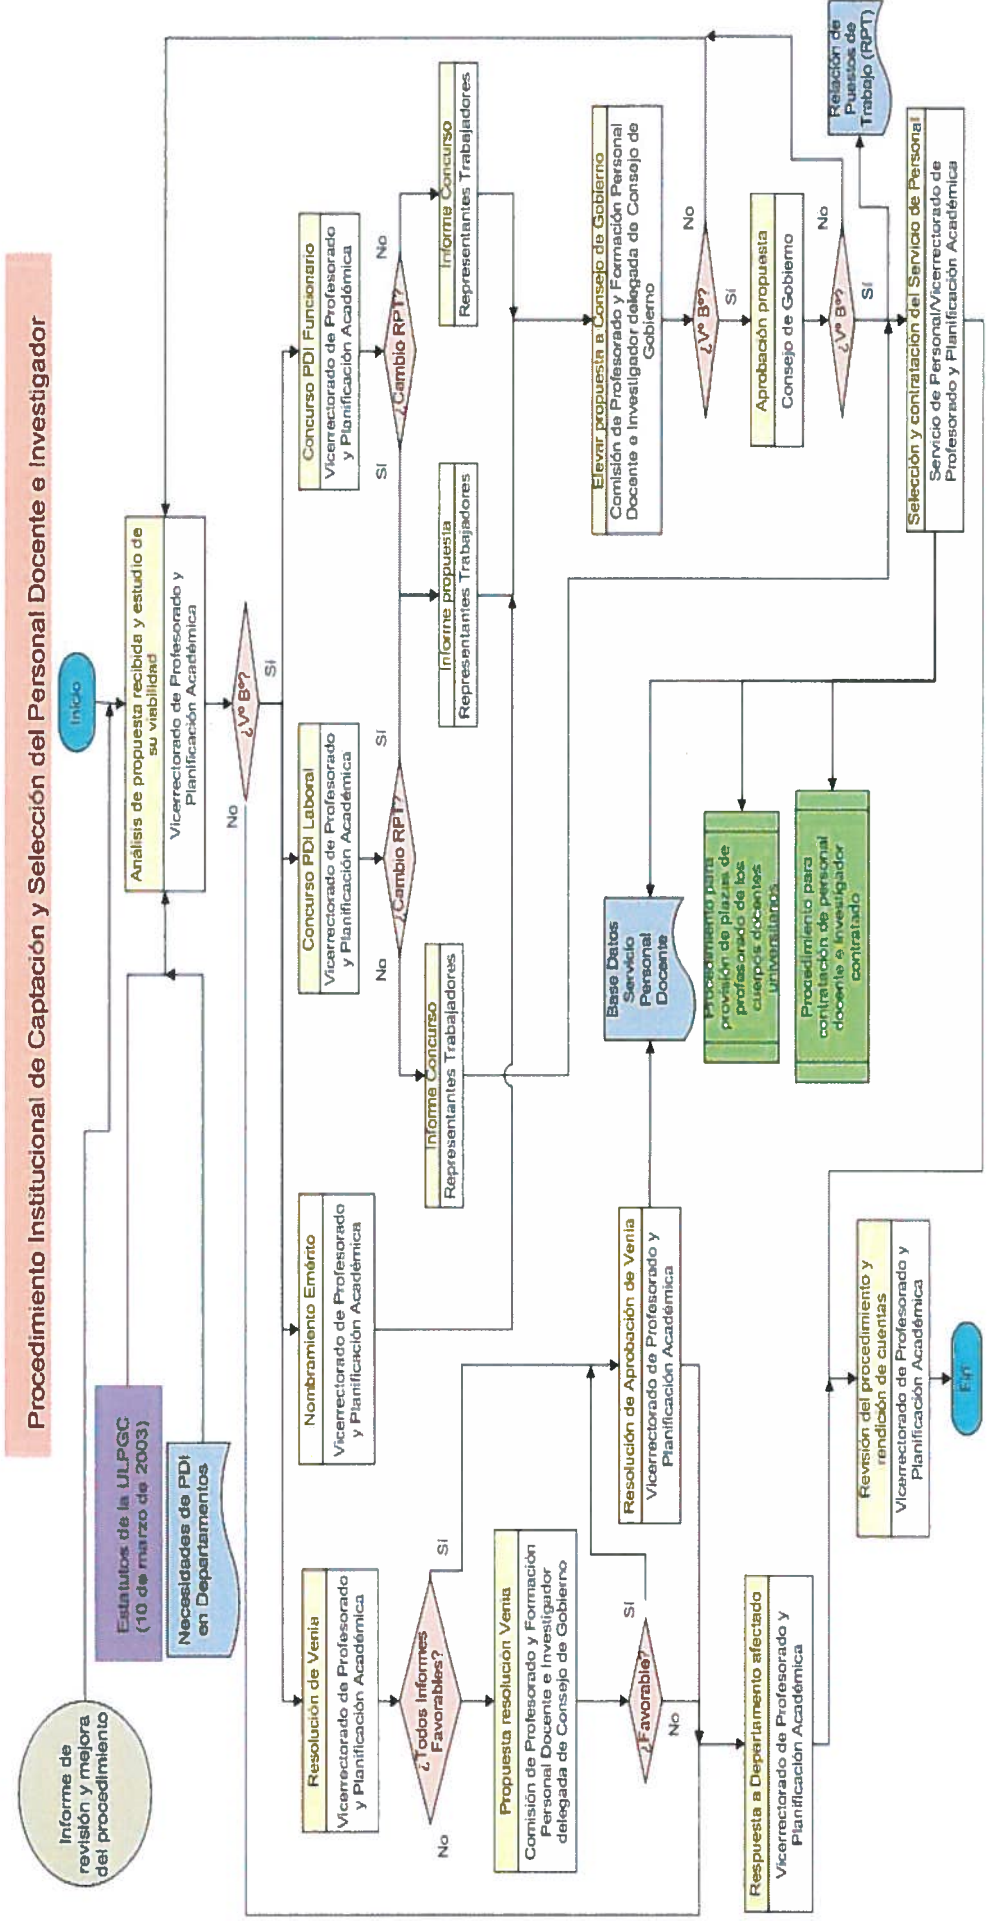 Procedimiento Institucional de Captación y Selección del Personal Docente e Investigador
Informe de
revisión y mejora
del procedimiento
Estatutos de la ULPGC
(10 de marzo de 2003)
Necesidades de PDI
en Departamentos
Inicio
Análisis de propuesta recibida y estudio de
su viabilidad
Vicerrectorado de Profesorado y
Planificación Académica
¿Vº Bº?
No
Sí
Resolución de Venia
Vicerrectorado de Profesorado
y Planificación Académica
Nombramiento Emérito
Vicerrectorado de Profesorado
y Planificación Académica
Concurso PDI Laboral
Vicerrectorado de Profesorado
y Planificación Académica
Concurso PDI Funcionario
Vicerrectorado de Profesorado
y Planificación Académica
¿Todos Informes
Favorables?
No
Sí
¿Cambio RPT?
No
Sí
¿Cambio RPT?
Sí
No
Informe Concurso
Representantes Trabajadores
Informe propuesta
Representantes Trabajadores
Informe Concurso
Representantes Trabajadores
Propuesta resolución Venia
Comisión de Profesorado y Formación
Personal Docente e Investigador
delegada de Consejo de Gobierno
¿Favorable?
Sí
No
Resolución de Aprobación de Venia
Vicerrectorado de Profesorado y
Planificación Académica
Base Datos
Servicio
Personal
Docente
Elevar propuesta a Consejo de Gobierno
Comisión de Profesorado y Formación Personal
Docente e Investigador delegada de Consejo de
Gobierno
¿Vº Bº?
No
Sí
Aprobación propuesta
Consejo de Gobierno
¿Vº Bº?
No
Sí
Relación de
Puestos de
Trabajo (RPT)
Procedimiento para
provisión de plazas de
profesorado de los
cuerpos docentes
universitarios
Procedimiento para
contratación de personal
docente e investigador
contratado
Selección y contratación del Servicio de Personal
Servicio de Personal/Vicerrectorado de
Profesorado y Planificación Académica
Respuesta a Departamento afectado
Vicerrectorado de Profesorado y
Planificación Académica
Revisión del procedimiento y
rendición de cuentas
Vicerrectorado de Profesorado y
Planificación Académica
Fin